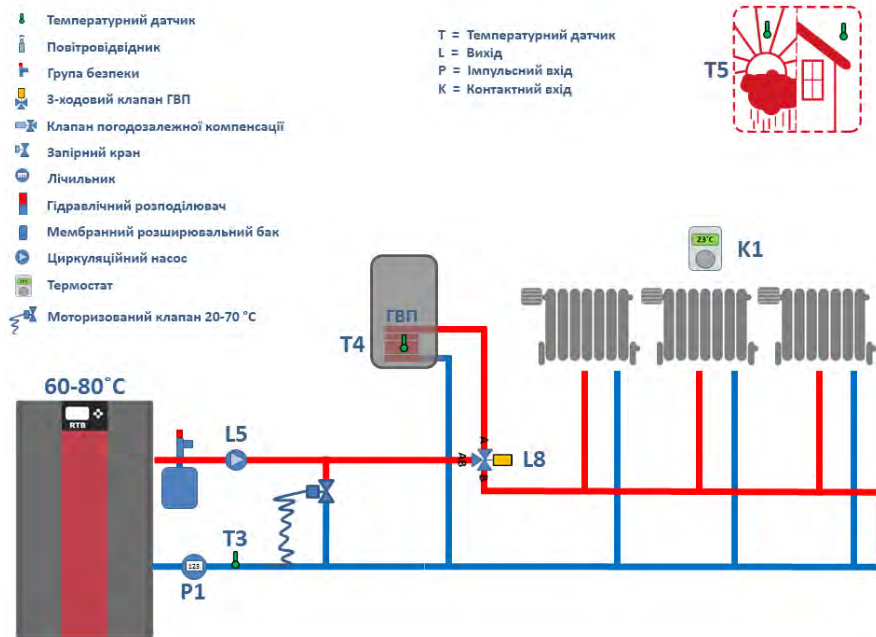 Температурний датчик
Повітровідвідник
Група безпеки
3-ходовий клапан ГВП
Клапан погодозалежної компенсації
Запірний кран
Лічильник
Гідравлічний розподілювач
Мембранний розширювальний бак
Циркуляційний насос
Термостат
Моторизований клапан 20-70 °C
T = Температурний датчик
L = Вихід
P = Імпульсний вхід
K = Контактний вхід
T5
23°C
K1
ГВП
T4
60-80°C
RTB
L5
A
AB
B
L8
T3
123
P1